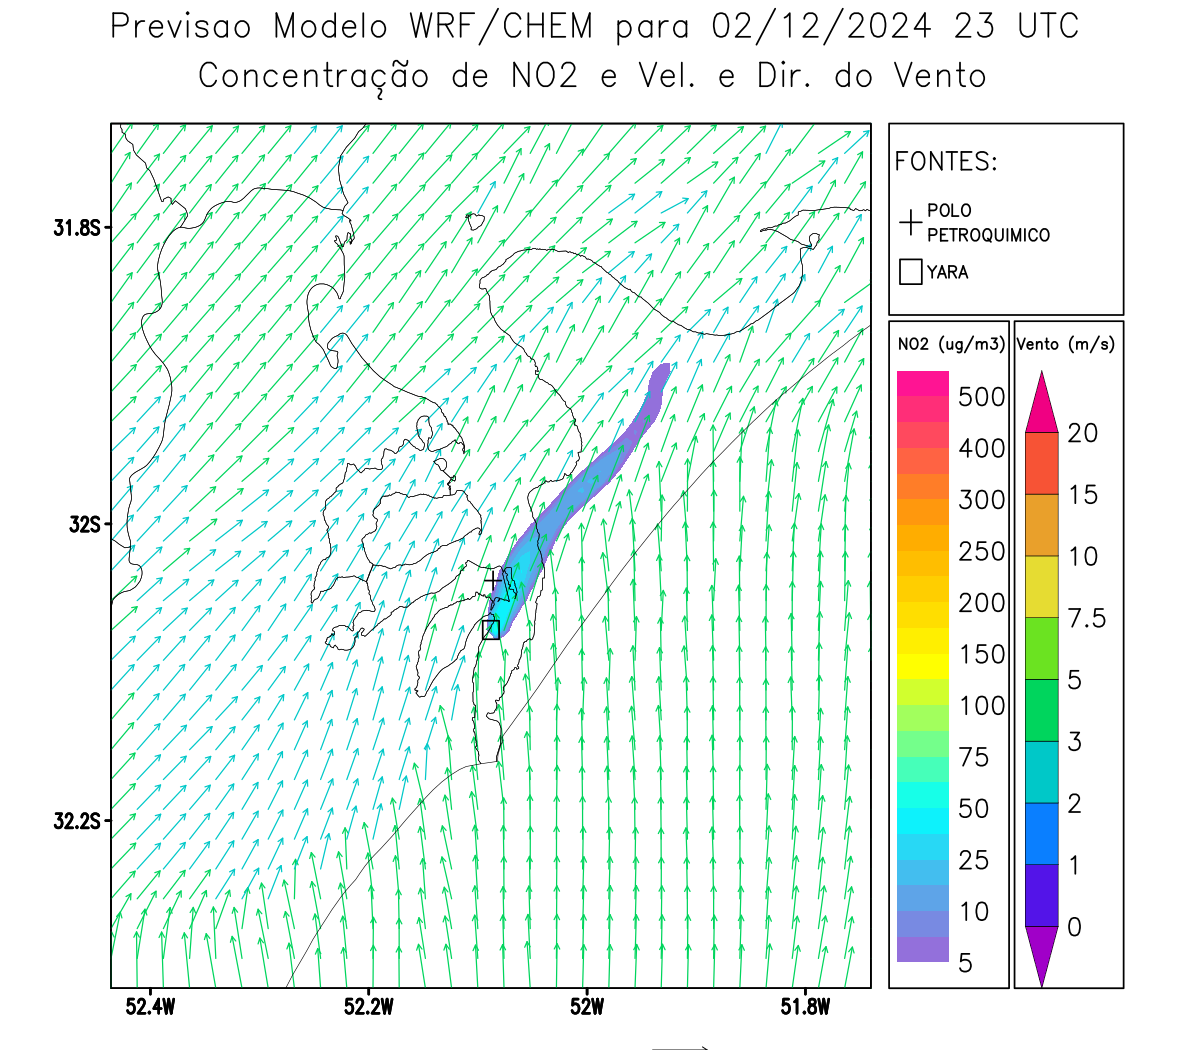 Previsao Modelo WRF/CHEM para 02/12/2024 23 UTC
Concentração de NO2 e Vel. e Dir. do Vento
FONTES:
POLO
PETROQUIMICO
YARA
NO2 (ug/m3)
500
400
300
250
200
150
100
75
50
25
10
5
Vento (m/s)
20
15
10
7.5
5
3
2
1
0
31.8S
32S
32.2S
52.4W
52.2W
52W
51.8W